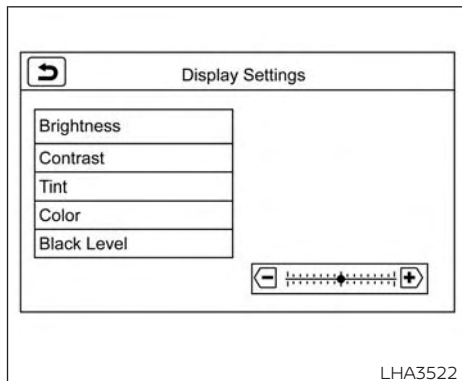 Display Settings
Brightness
Contrast
Tint
Color
Black Level
LHA3522